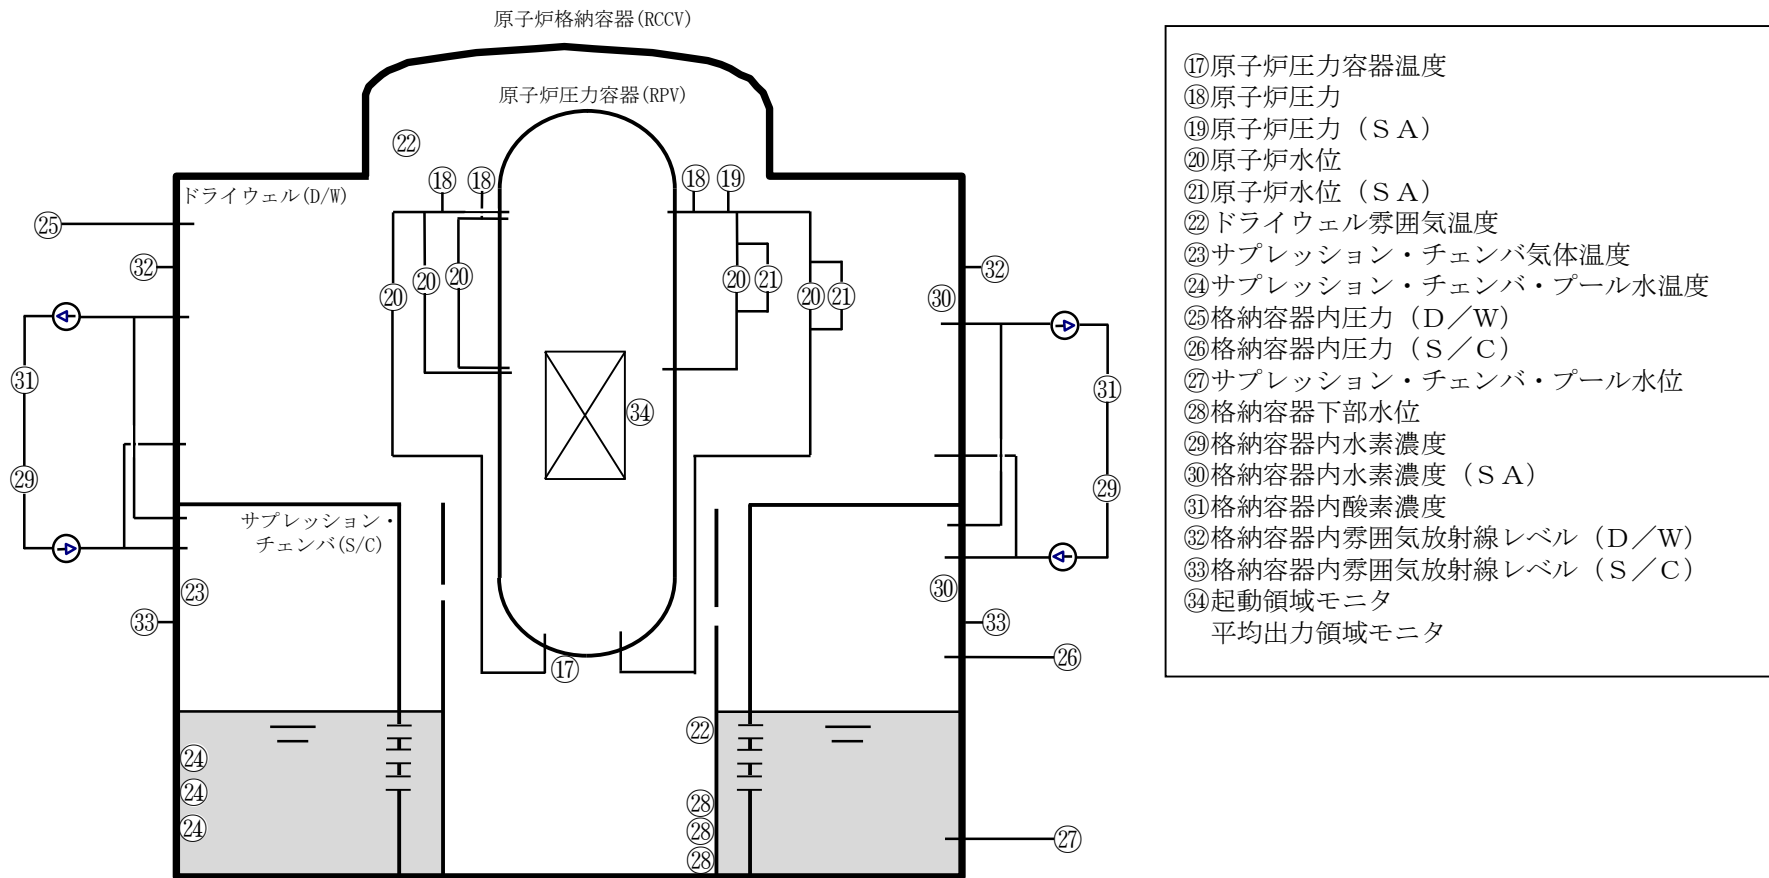 原子炉格納容器(RCCV)
原子炉圧力容器(RPV)
㉒
⑱ ⑱ ⑱ ⑲
ドライウェル(D/W)
㉕
㉜ ㉜
⑳ ⑳ ⑳ ⑳ ㉑ ⑳ ㉑
㉚
㉛ ㉛
㉞
㉙ ㉙
サプレッション・
チェンバ(S/C)
㉓ ㉚
㉝ ㉝
㉖
⑰
㉒
㉔
㉔
㉔
㉘
㉘
㉘
㉗
⑰原子炉圧力容器温度
⑱原子炉圧力
⑲原子炉圧力（ＳＡ）
⑳原子炉水位
㉑原子炉水位（ＳＡ）
㉒ドライウェル雰囲気温度
㉓サプレッション・チェンバ気体温度
㉔サプレッション・チェンバ・プール水温度
㉕格納容器内圧力（Ｄ／Ｗ）
㉖格納容器内圧力（Ｓ／Ｃ）
㉗サプレッション・チェンバ・プール水位
㉘格納容器下部水位
㉙格納容器内水素濃度
㉚格納容器内水素濃度（ＳＡ）
㉛格納容器内酸素濃度
㉜格納容器内雰囲気放射線レベル（Ｄ／Ｗ）
㉝格納容器内雰囲気放射線レベル（Ｓ／Ｃ）
㉞起動領域モニタ
平均出力領域モニタ